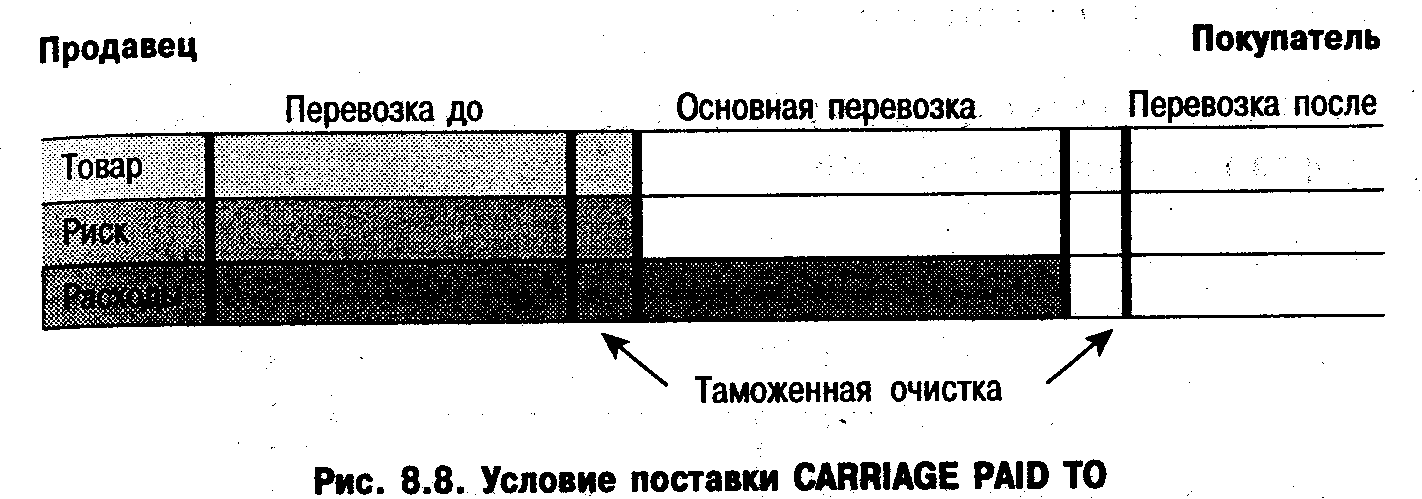 Продавец Покупатель
Перевозка до Основная перевозка Перевозка после
Товар
Риск
Расходы
Таможенная очистка
Рис. 8.8. Условие поставки CARRIAGE PAID TO